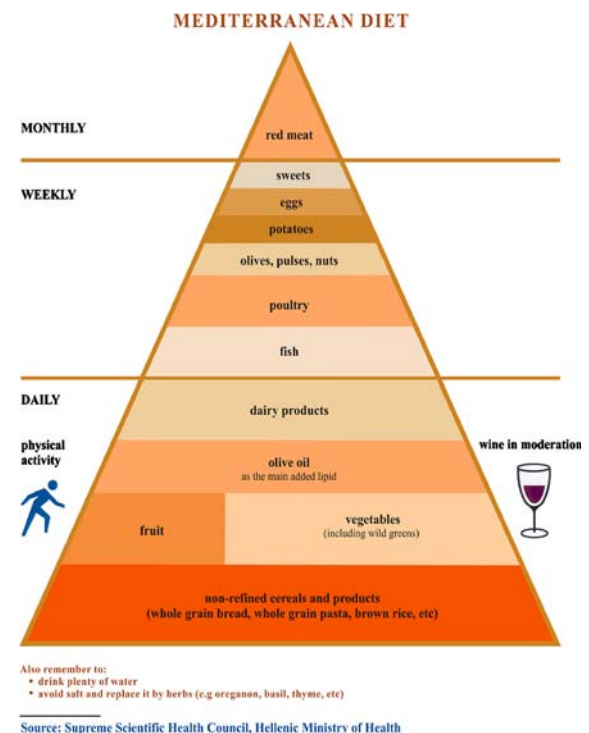 MEDITERRANEAN DIET
MONTHLY
red meat
WEEKLY
sweets
eggs
potatoes
olives, pulses, nuts
poultry
fish
DAILY
dairy products
physical
activity
wine in moderation
olive oil
as the main added lipid
fruit
vegetables
(including wild greens)
non-refined cereals and products
(whole grain bread, whole grain pasta, brown rice, etc)
Also remember to:
• drink plenty of water
• avoid salt and replace it by herbs (e.g oreganon, basil, thyme, etc)
Source: Supreme Scientific Health Council, Hellenic Ministry of Health